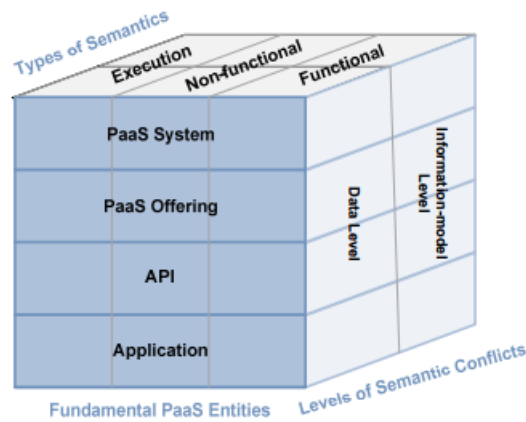 Types of Semantics
Execution
Non-functional
Functional
PaaS System
PaaS Offering
API
Application
Data Level
Information-model
Level
Fundamental PaaS Entities
Levels of Semantic Conflicts